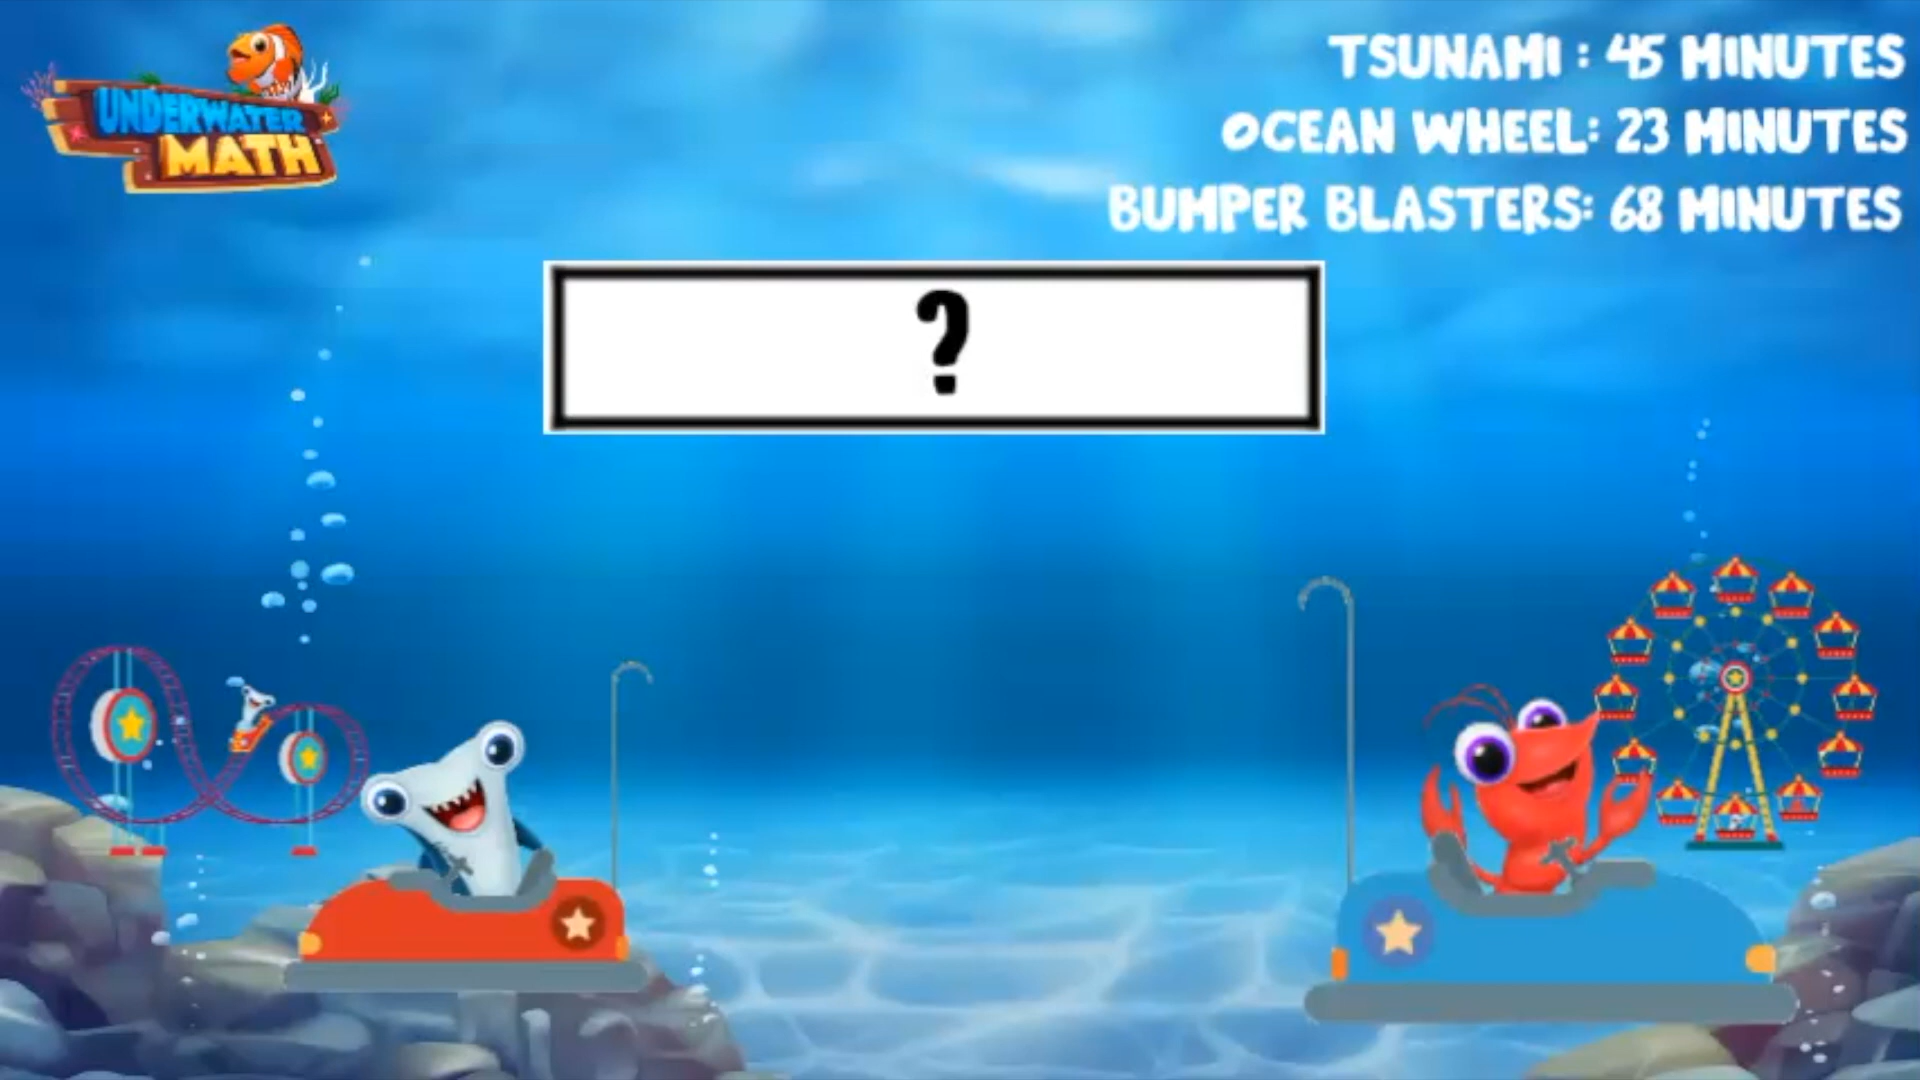 UNDERWATER
MATH
TSUNAMI : 45 MINUTES
OCEAN WHEEL: 23 MINUTES
BUMPER BLASTERS: 68 MINUTES
?